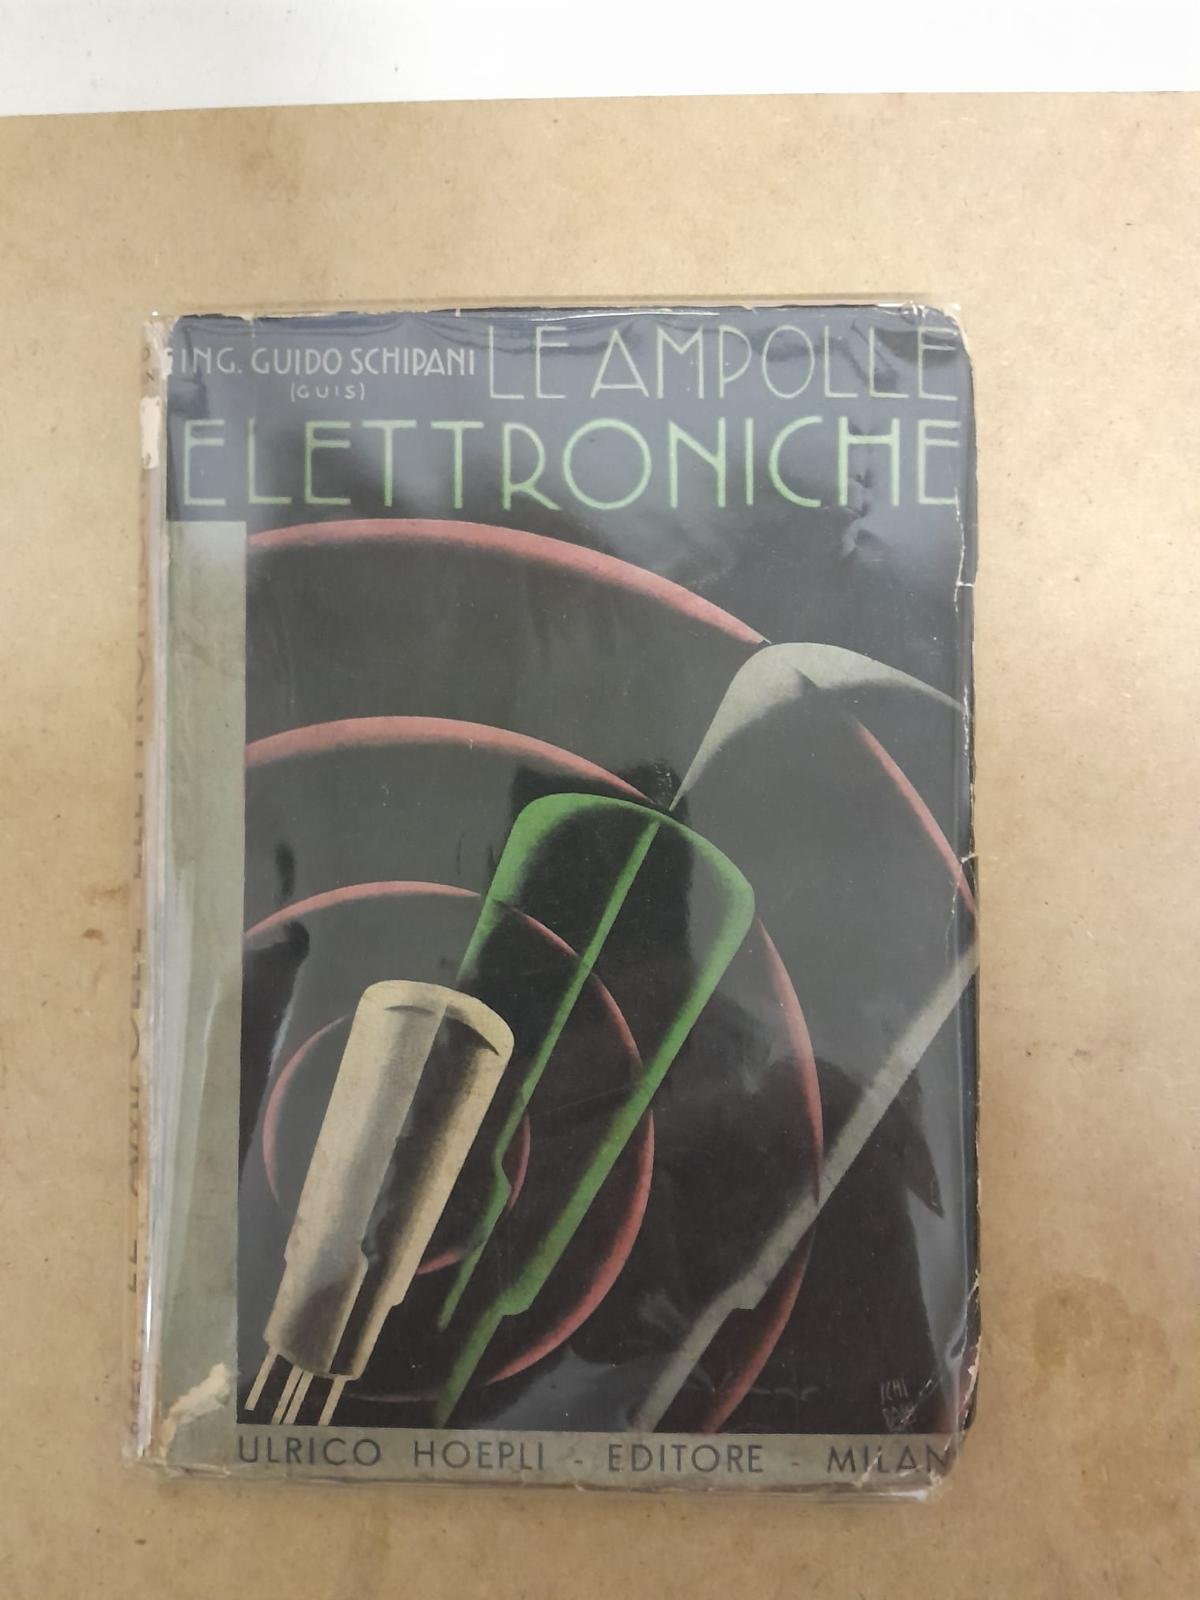 ING. GUIDO SCHIPANI
(GUIS)
LE AMPOLLE
ELETTRONICHE
ULRICO HOEPLI - EDITORE - MILAN